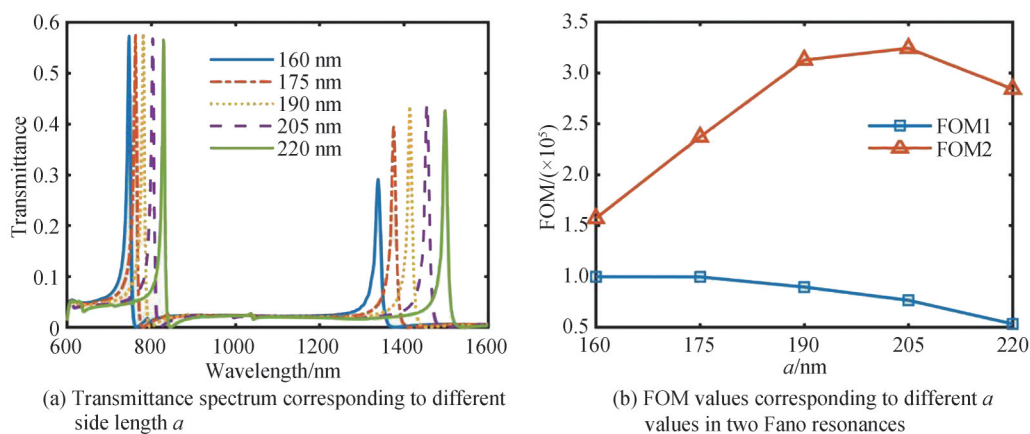 0.6
0.5
0.4
0.3
0.2
0.1
0
Transmittance
160 nm
175 nm
190 nm
205 nm
220 nm
600 800 1000 1200 1400 1600
Wavelength/nm
(a) Transmittance spectrum corresponding to different
side length a
3.5
3.0
2.5
2.0
1.5
1.0
0.5
FOM/(×10⁵)
FOM1
FOM2
160 175 190 205 220
a/nm
(b) FOM values corresponding to different a
values in two Fano resonances